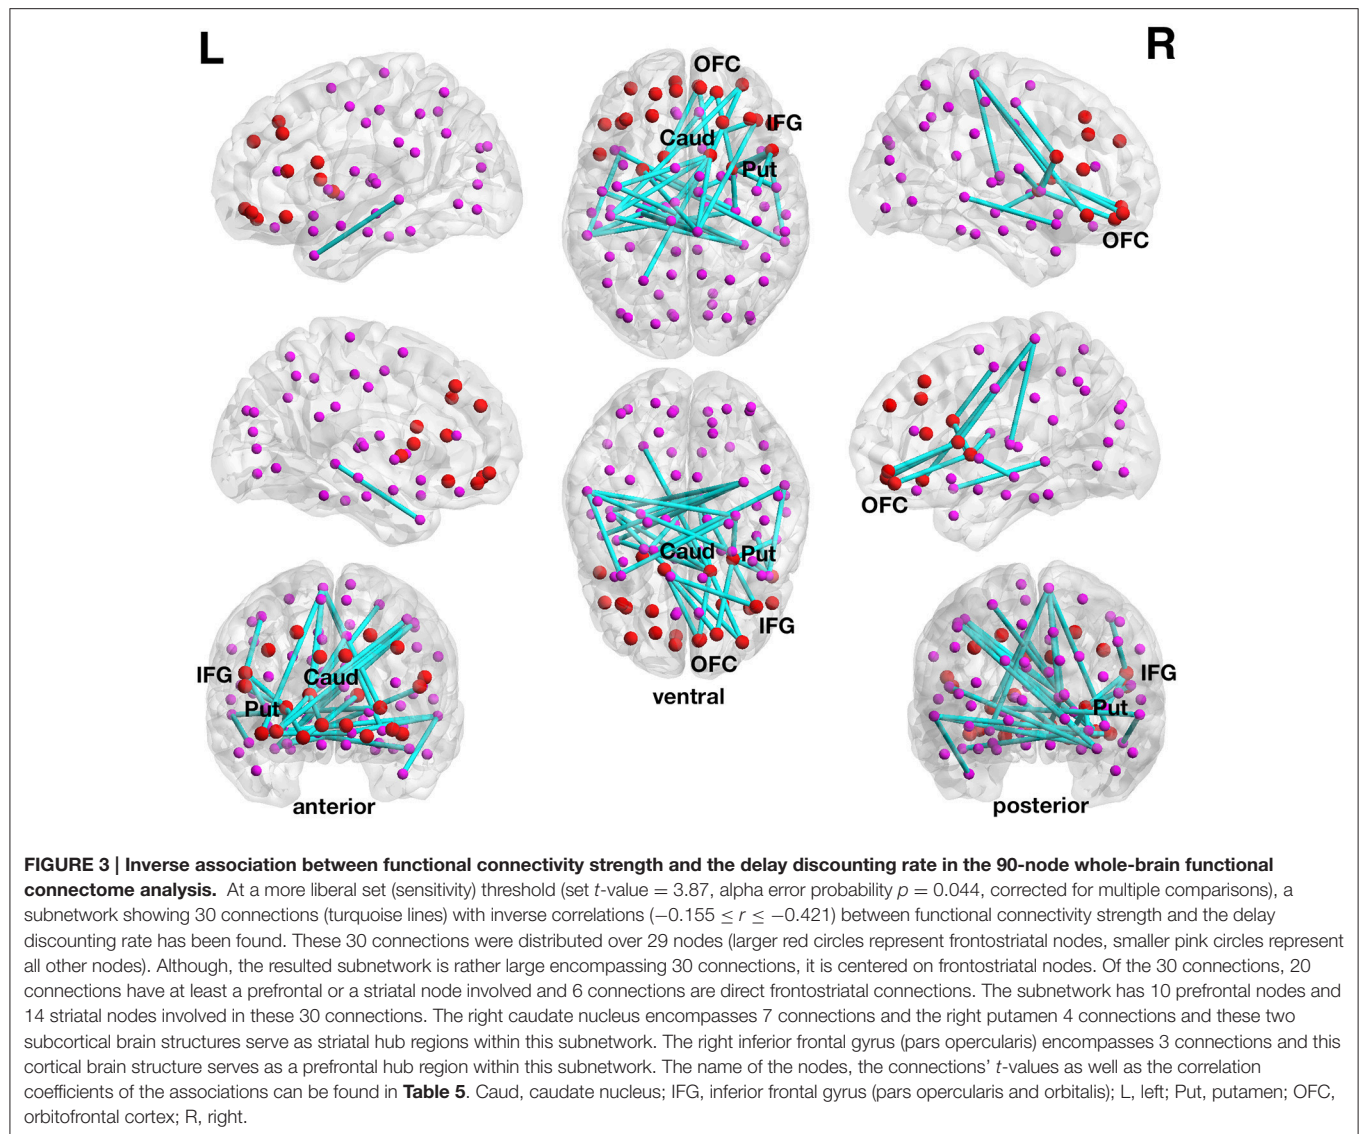 L
R
OFC
IFG
Caud
Put
OFC
OFC
Caud
Put
IFG
OFC
ventral
IFG
Caud
Put
anterior
IFG
Put
posterior
FIGURE 3 | Inverse association between functional connectivity strength and the delay discounting rate in the 90-node whole-brain functional
connectome analysis. At a more liberal set (sensitivity) threshold (set t-value = 3.87, alpha error probability p = 0.044, corrected for multiple comparisons), a
subnetwork showing 30 connections (turquoise lines) with inverse correlations (−0.155 ≤ r ≤ −0.421) between functional connectivity strength and the delay
discounting rate has been found. These 30 connections were distributed over 29 nodes (larger red circles represent frontostriatal nodes, smaller pink circles represent
all other nodes). Although, the resulted subnetwork is rather large encompassing 30 connections, it is centered on frontostriatal nodes. Of the 30 connections, 20
connections have at least a prefrontal or a striatal node involved and 6 connections are direct frontostriatal connections. The subnetwork has 10 prefrontal nodes and
14 striatal nodes involved in these 30 connections. The right caudate nucleus encompasses 7 connections and the right putamen 4 connections and these two
subcortical brain structures serve as striatal hub regions within this subnetwork. The right inferior frontal gyrus (pars opercularis) encompasses 3 connections and this
cortical brain structure serves as a prefrontal hub region within this subnetwork. The name of the nodes, the connections' t-values as well as the correlation
coefficients of the associations can be found in Table 5. Caud, caudate nucleus; IFG, inferior frontal gyrus (pars opercularis and orbitalis); L, left; Put, putamen; OFC,
orbitofrontal cortex; R, right.